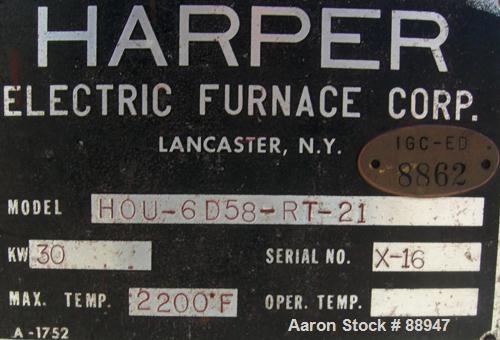 HARPER
ELECTRIC FURNACE CORP.
LANCASTER, N.Y.
IGC-ED
8862
MODEL HOU-6D58-RT-21
KW 30 SERIAL NO. X-16
MAX. TEMP. 2200°F OPER. TEMP.
A-1752
Aaron Stock # 88947